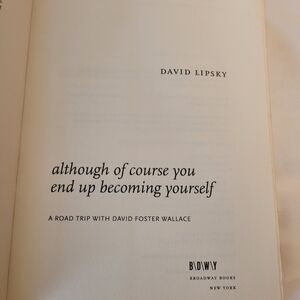 DAVID LIPSKY
although of course you
end up becoming yourself
A ROAD TRIP WITH DAVID FOSTER WALLACE
B\D\W\Y
BROADWAY BOOKS
NEW YORK